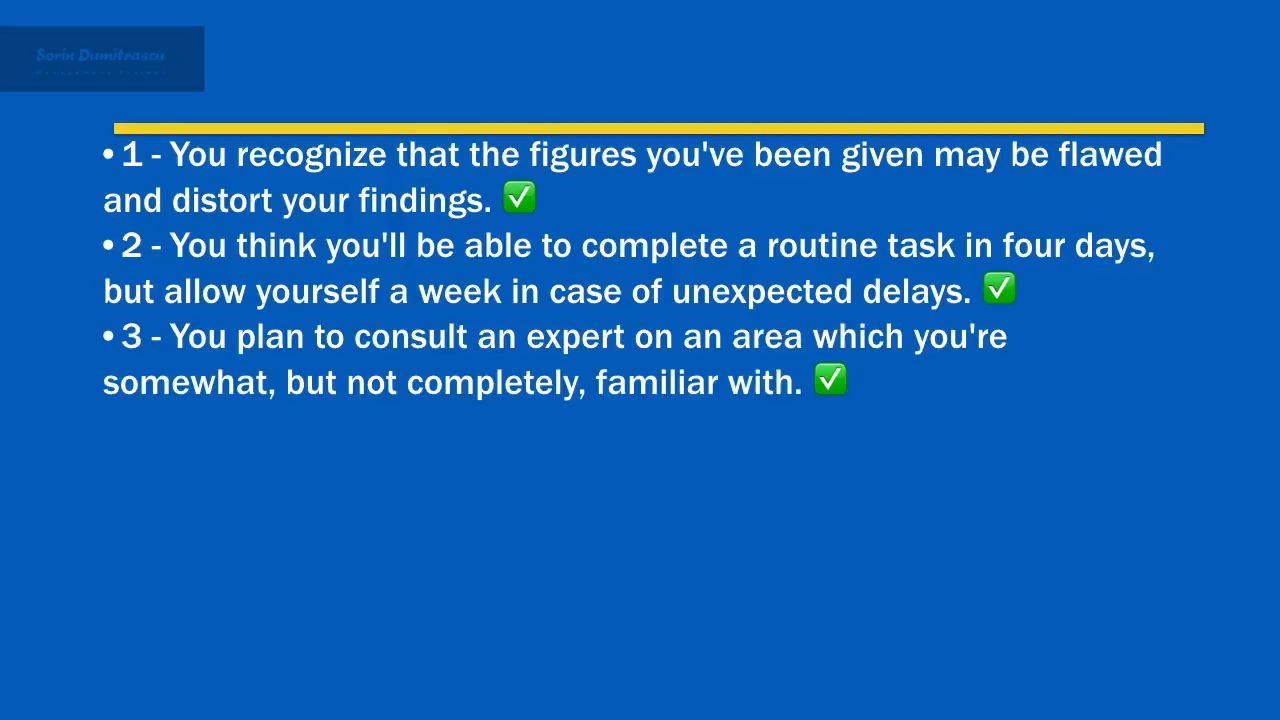 Sorin Dumitrascu
• 1 - You recognize that the figures you've been given may be flawed
and distort your findings. ✅
• 2 - You think you'll be able to complete a routine task in four days,
but allow yourself a week in case of unexpected delays. ✅
• 3 - You plan to consult an expert on an area which you're
somewhat, but not completely, familiar with. ✅